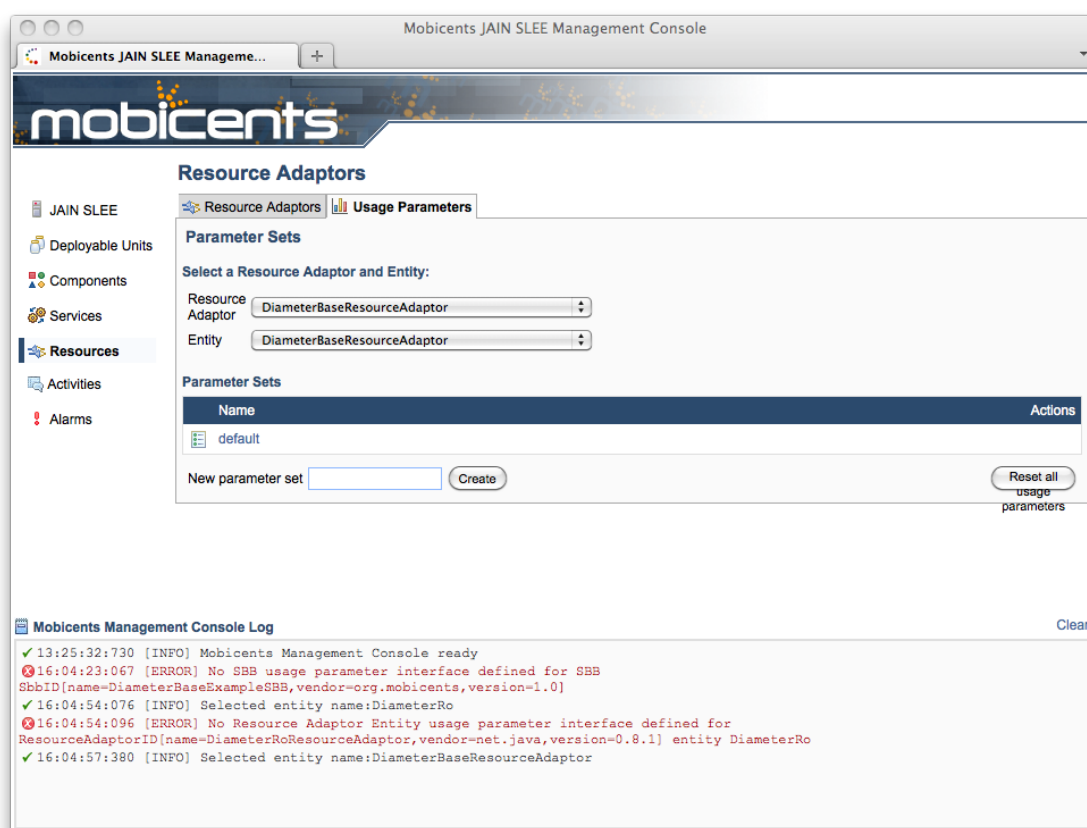 Mobicents JAIN SLEE Management Console
Mobicents JAIN SLEE Manageme...
mobicents
Resource Adaptors
Resource Adaptors
Usage Parameters
JAIN SLEE
Deployable Units
Components
Services
Resources
Activities
Alarms
Parameter Sets
Select a Resource Adaptor and Entity:
Resource
Adaptor
DiameterBaseResourceAdaptor
Entity
DiameterBaseResourceAdaptor
Parameter Sets
Name
Actions
default
New parameter set
Create
Reset all
usage
parameters
Mobicents Management Console Log
Clear
13:25:32:730 [INFO] Mobicents Management Console ready
16:04:23:067 [ERROR] No SBB usage parameter interface defined for SBB
SbbID[name=DiameterBaseExampleSBB,vendor=org.mobicents,version=1.0]
16:04:54:076 [INFO] Selected entity name:DiameterRo
16:04:54:096 [ERROR] No Resource Adaptor Entity usage parameter interface defined for
ResourceAdaptorID[name=DiameterRoResourceAdaptor,vendor=net.java,version=0.8.1] entity DiameterRo
16:04:57:380 [INFO] Selected entity name:DiameterBaseResourceAdaptor